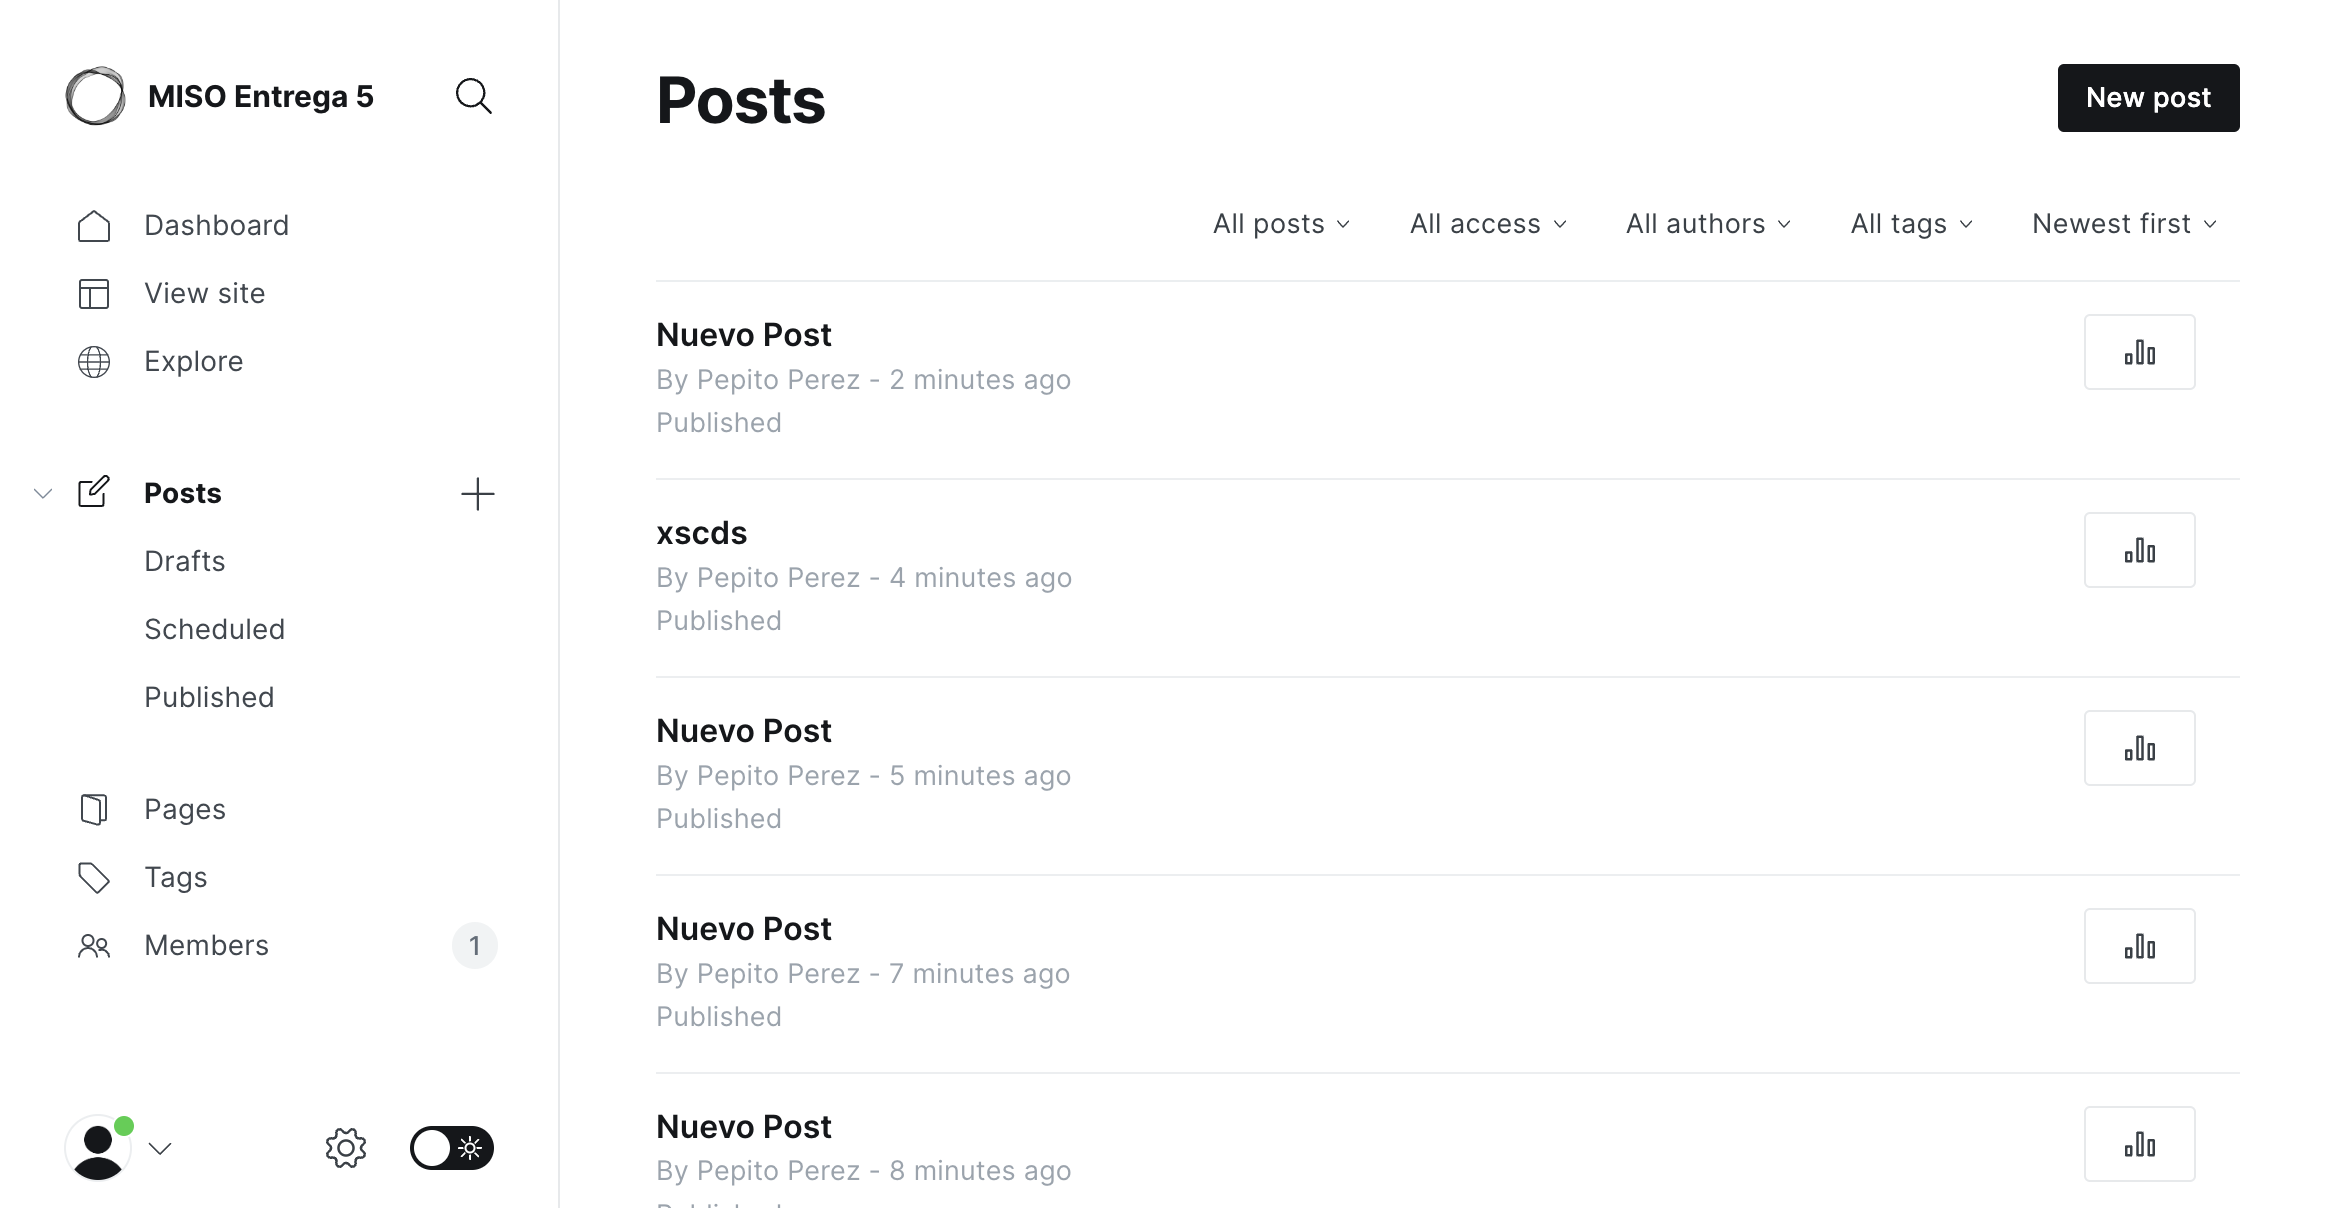 MISO Entrega 5
Dashboard
View site
Explore
Posts
Drafts
Scheduled
Published
Pages
Tags
Members 1
Posts
New post
All posts All access All authors All tags Newest first
Nuevo Post
By Pepito Perez - 2 minutes ago
Published
xscds
By Pepito Perez - 4 minutes ago
Published
Nuevo Post
By Pepito Perez - 5 minutes ago
Published
Nuevo Post
By Pepito Perez - 7 minutes ago
Published
Nuevo Post
By Pepito Perez - 8 minutes ago